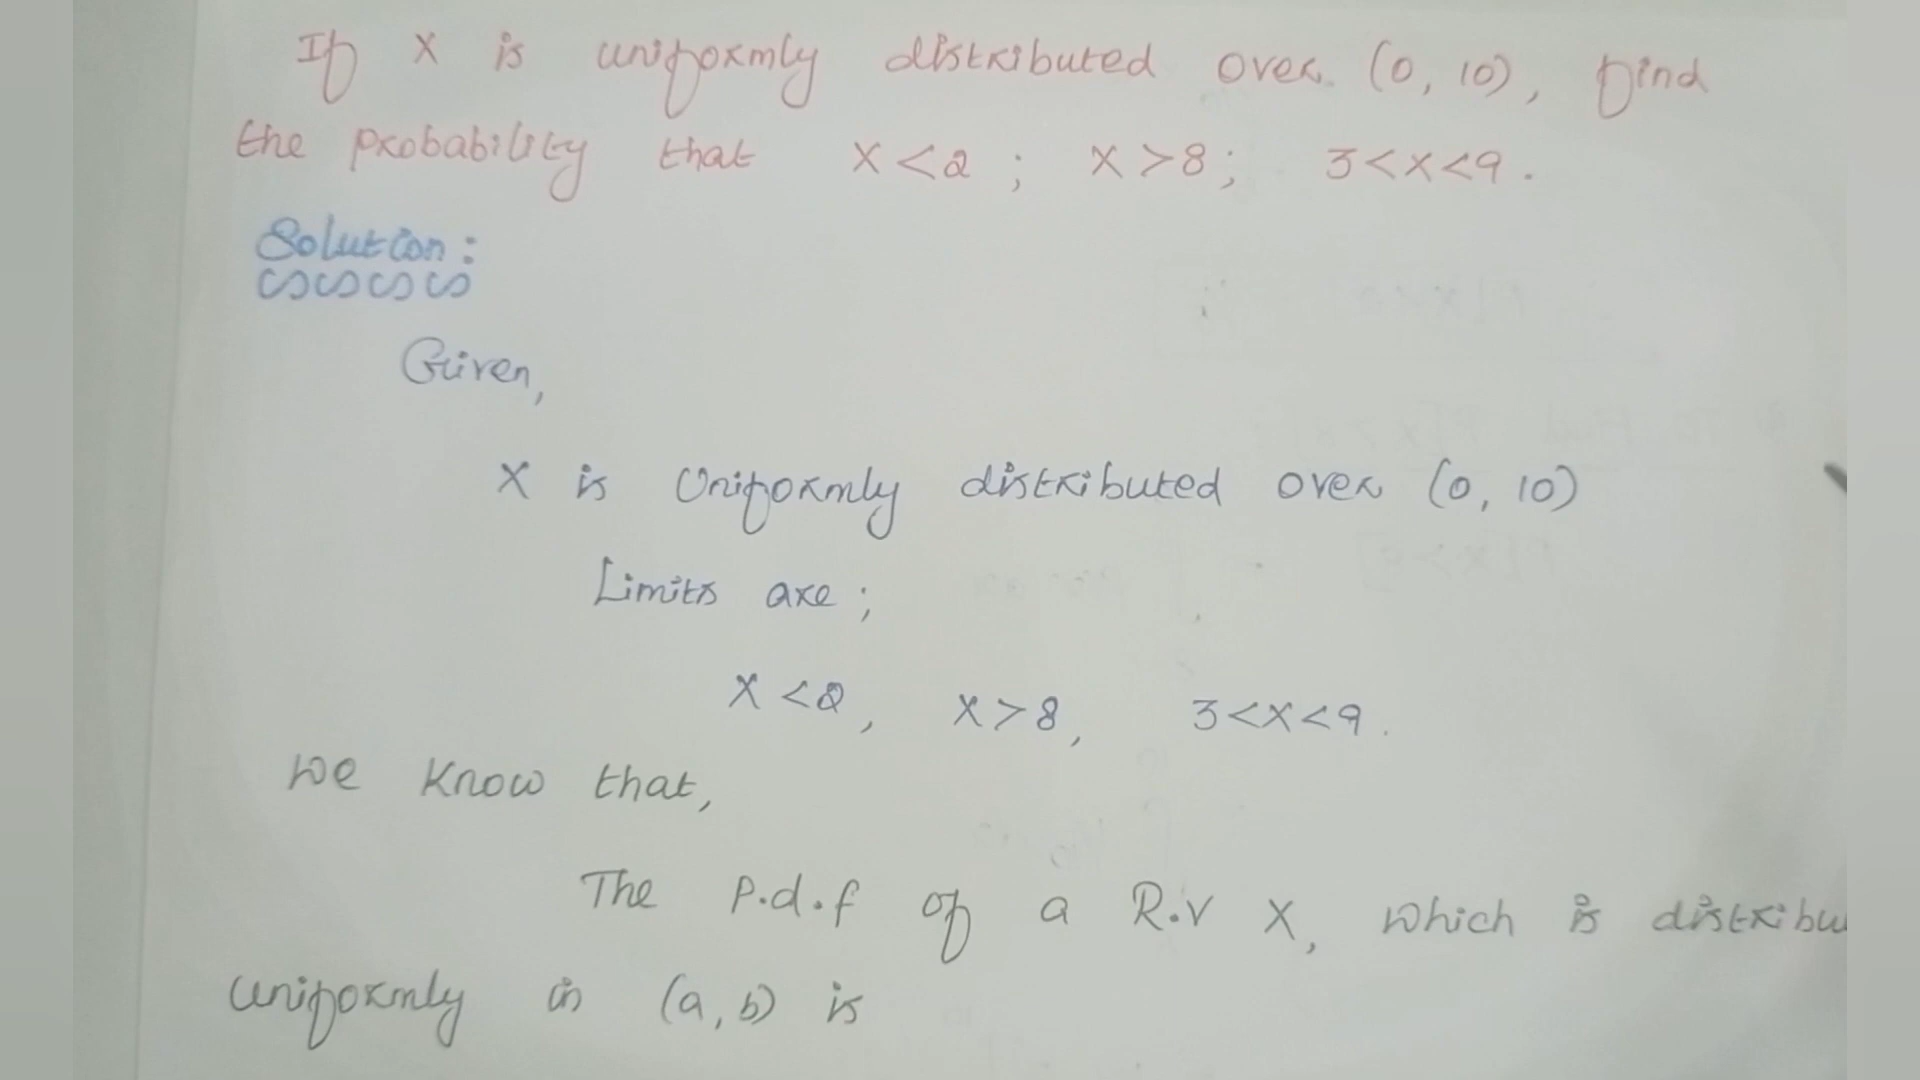 If X is uniformly distributed over (0, 10), find
the probability that X<2 ; X>8; 3<X<9.
Solution:
Given,
X is Uniformly distributed over (0, 10)
Limits are ;
X<2, X>8, 3<X<9.
We know that,
The P.d.f of a R.V X, which is distribu
uniformly in (a, b) is